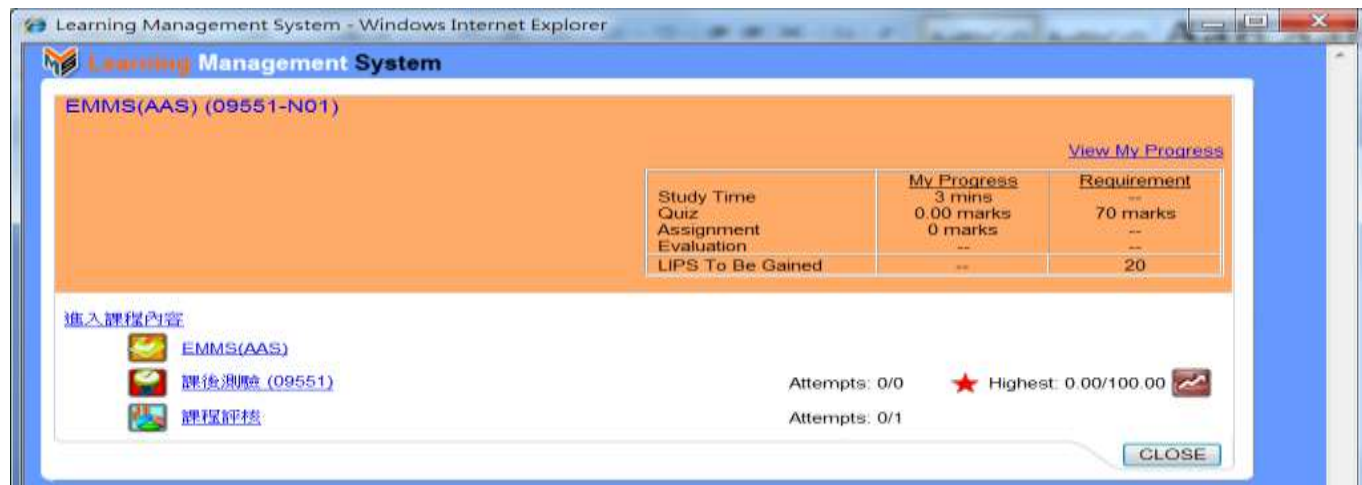 Learning Management System - Windows Internet Explorer
Learning Management System
EMMS(AAS) (09551-N01)
View My Progress
My Progress Requirement
Study Time 3 mins --
Quiz 0.00 marks 70 marks
Assignment 0 marks --
Evaluation -- --
LIPS To Be Gained -- 20
進入課程內容
EMMS(AAS)
課後測驗 (09551) Attempts: 0/0 Highest: 0.00/100.00
課程評核 Attempts: 0/1
CLOSE